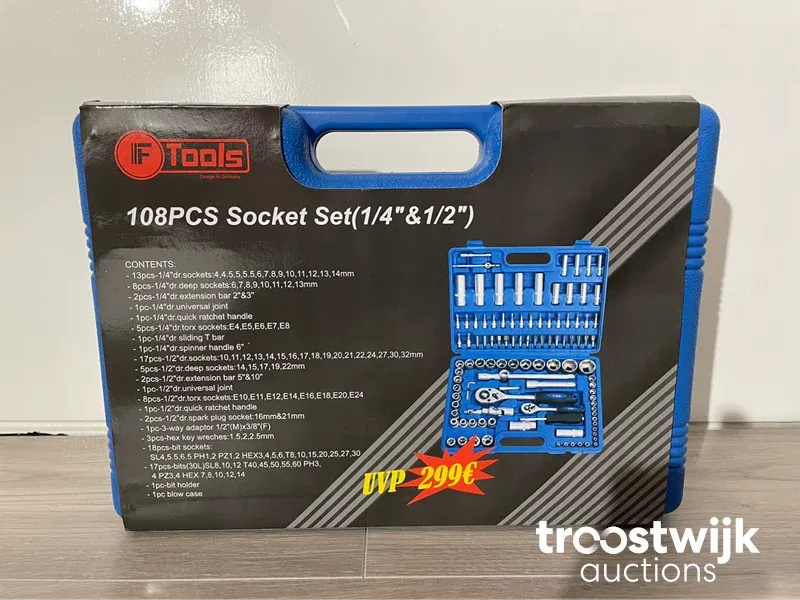 F Tools
Design in Germany
108PCS Socket Set(1/4"&1/2")
CONTENTS:
- 13pcs-1/4"dr.sockets:4,4.5,5,5.5,6,7,8,9,10,11,12,13,14mm
- 8pcs-1/4"dr.deep sockets:6,7,8,9,10,11,12,13mm
- 2pcs-1/4"dr.extension bar 2"&3"
- 1pc-1/4"dr.universal joint
- 1pc-1/4"dr.quick ratchet handle
- 5pcs-1/4"dr.torx sockets:E4,E5,E6,E7,E8
- 1pc-1/4"dr sliding T bar
- 1pc-1/4"dr.spinner handle 6"
- 17pcs-1/2"dr.sockets:10,11,12,13,14,15,16,17,18,19,20,21,22,24,27,30,32mm
- 5pcs-1/2"dr.deep sockets:14,15,17,19,22mm
- 2pcs-1/2"dr.extension bar 5"&10"
- 1pc-1/2"dr.universal joint
- 8pcs-1/2"dr.torx sockets:E10,E11,E12,E14,E16,E18,E20,E24
- 1pc-1/2"dr.quick ratchet handle
- 2pcs-1/2"dr.spark plug socket:16mm&21mm
- 1pc-3-way adaptor 1/2"(M)x3/8"(F)
- 3pcs-hex key wreches:1.5,2,2.5mm
- 18pcs-bit sockets:
SL4,5.5,6.5 PH1,2 PZ1,2 HEX3,4,5,6,T8,10,15,20,25,27,30
- 17pcs-bits(30L)SL8,10,12 T40,45,50,55,60 PH3,
4 PZ3,4 HEX 7,8,10,12,14
- 1pc-bit holder
- 1pc blow case
UVP 299€
troostwijk
auctions